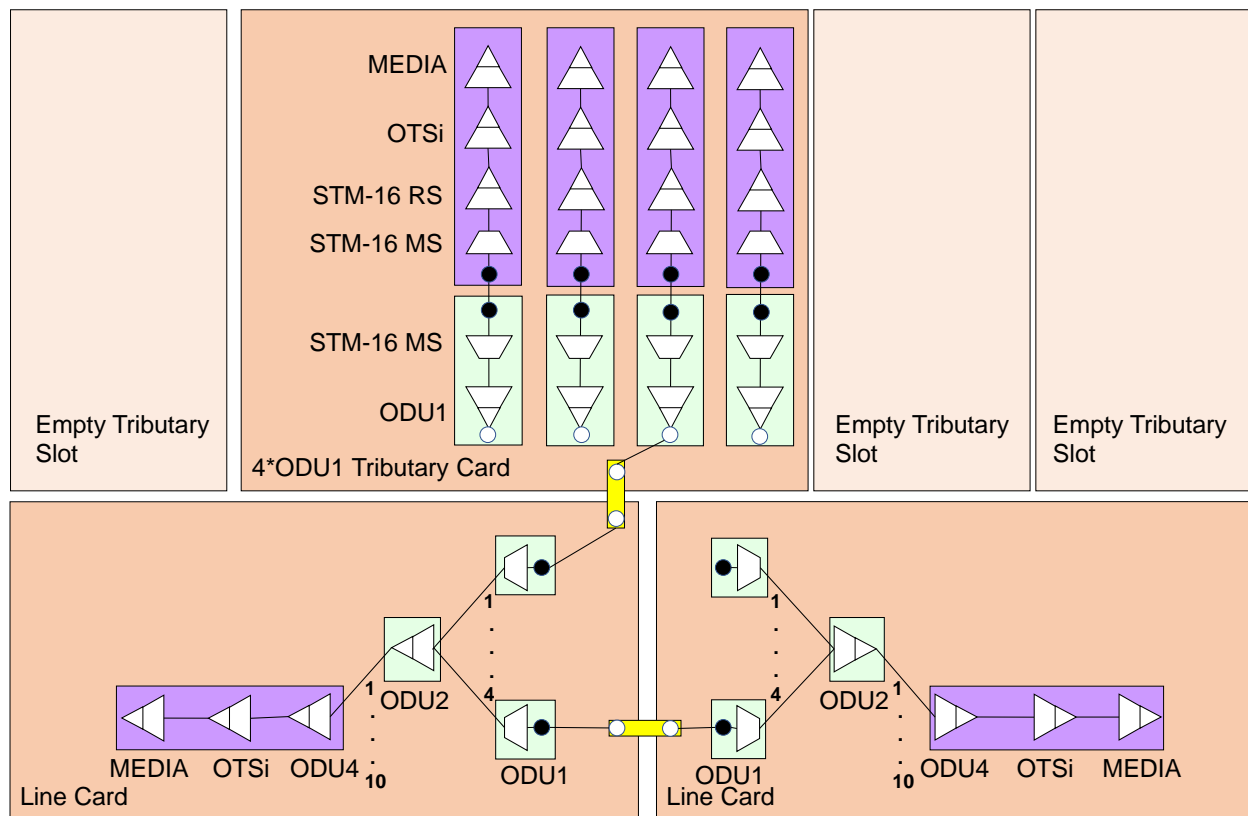 MEDIA
OTSi
STM-16 RS
STM-16 MS
STM-16 MS
ODU1
Empty Tributary
Slot
4*ODU1 Tributary Card
Empty Tributary
Slot
Empty Tributary
Slot
1
.
.
.
.
4
ODU2
1
.
.
.
10
ODU1
MEDIA OTSi ODU4
Line Card
1
.
.
.
.
4
ODU2
1
.
.
.
10
ODU1
ODU4 OTSi MEDIA
Line Card